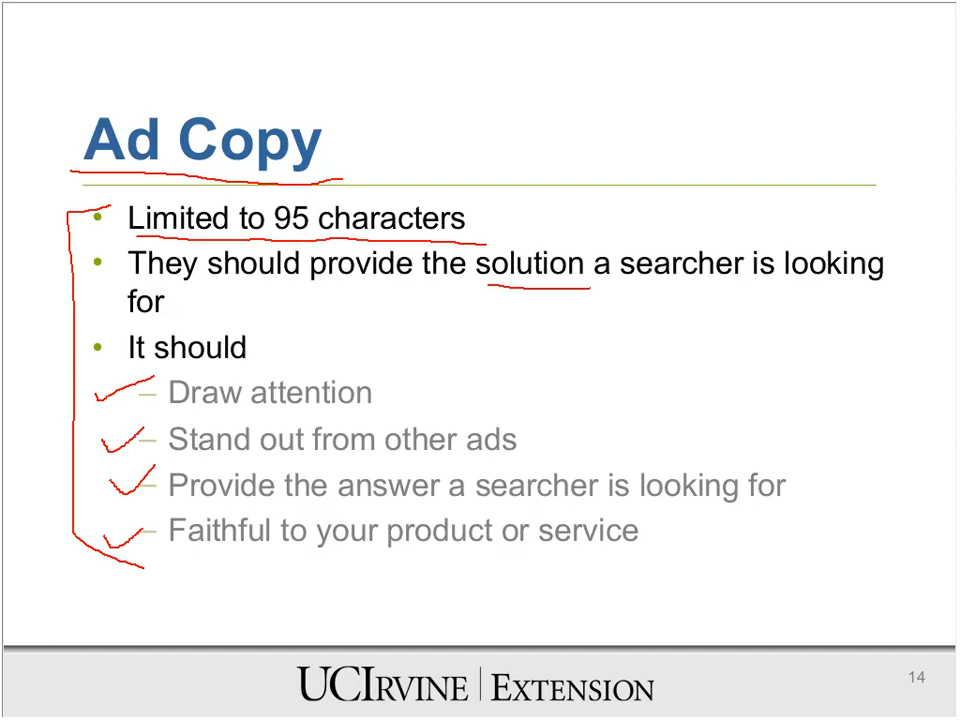 Ad Copy
• Limited to 95 characters
• They should provide the solution a searcher is looking
for
• It should
– Draw attention
– Stand out from other ads
– Provide the answer a searcher is looking for
– Faithful to your product or service
UCIRVINE | EXTENSION
14